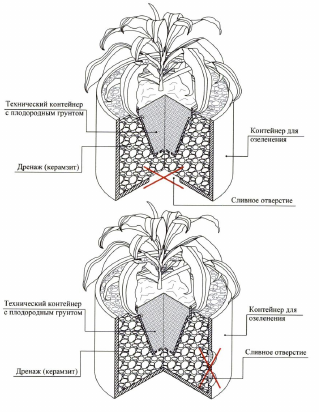 Технический контейнер
с плодородным грунтом
Контейнер для
озеленения
Дренаж (керамзит)
Сливное отверстие
Технический контейнер
с плодородным грунтом
Контейнер для
озеленения
Сливное отверстие
Дренаж (керамзит)